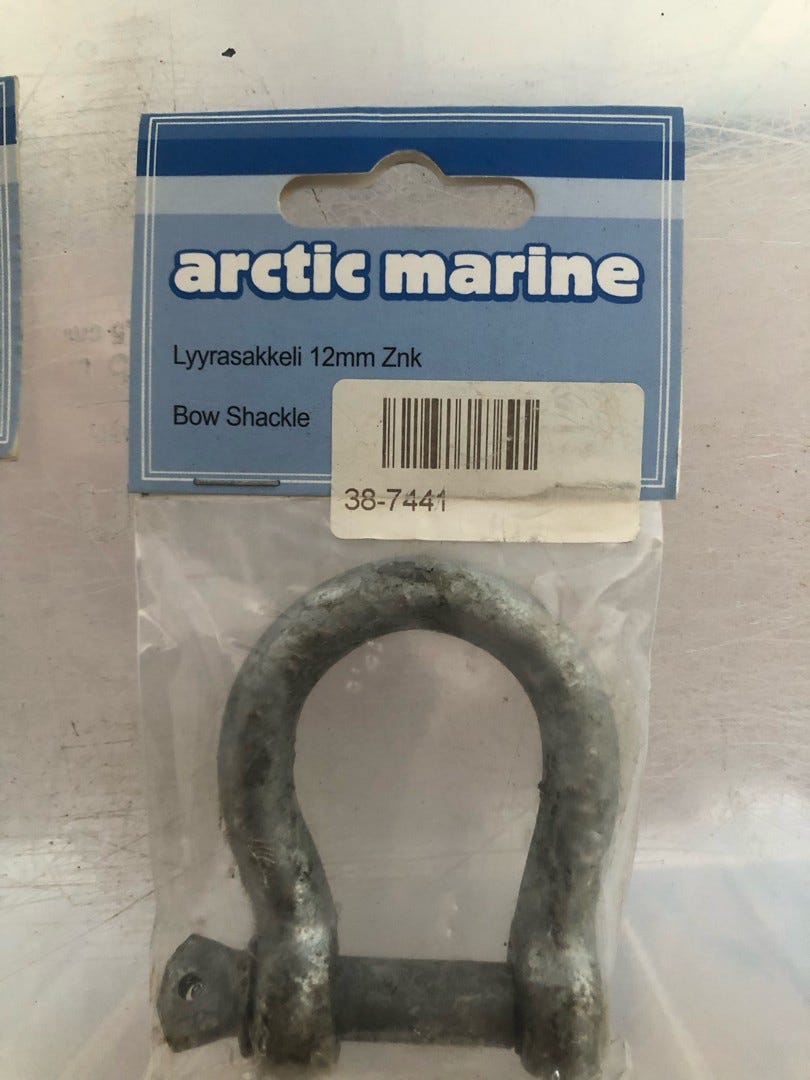 arctic marine
Lyyrasakkeli 12mm Znk
Bow Shackle
38-7441